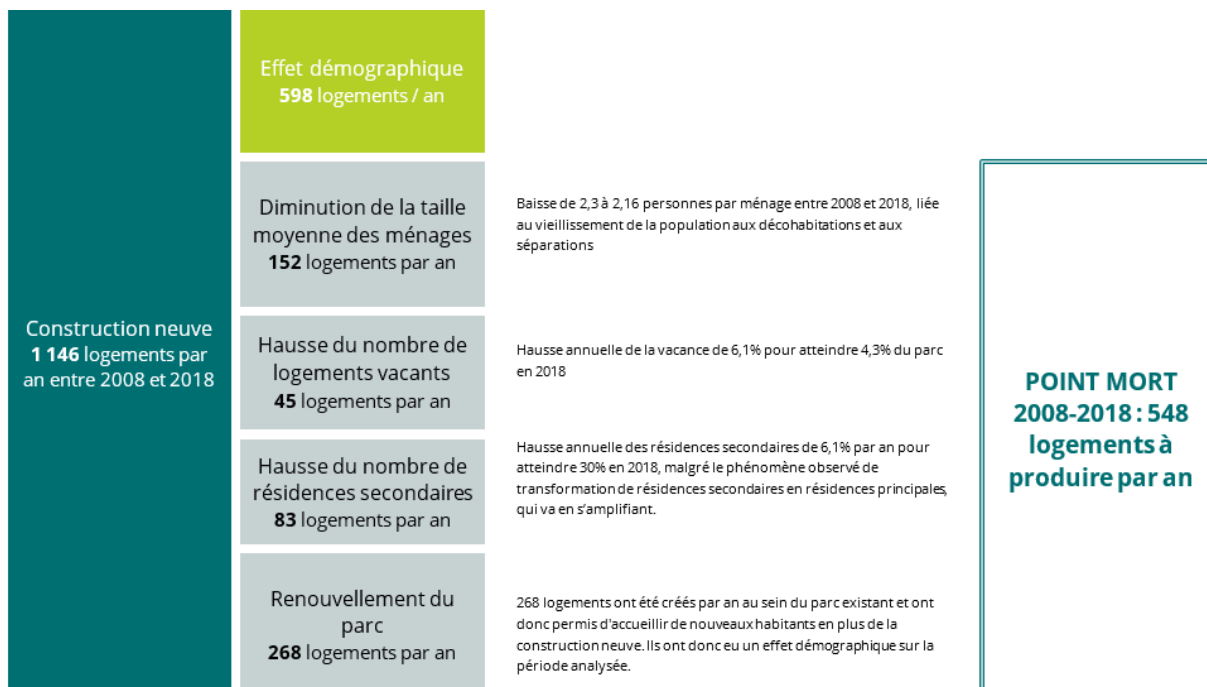 Construction neuve
1 146 logements par
an entre 2008 et 2018
Effet démographique
598 logements / an
Diminution de la taille
moyenne des ménages
152 logements par an
Baisse de 2,3 à 2,16 personnes par ménage entre 2008 et 2018, liée
au vieillissement de la population aux décohabitations et aux
séparations
Hausse du nombre de
logements vacants
45 logements par an
Hausse annuelle de la vacance de 6,1% pour atteindre 4,3% du parc
en 2018
Hausse du nombre de
résidences secondaires
83 logements par an
Hausse annuelle des résidences secondaires de 6,1% par an pour
atteindre 30% en 2018, malgré le phénomène observé de
transformation de résidences secondaires en résidences principales,
qui va en s'amplifiant.
Renouvellement du
parc
268 logements par an
268 logements ont été créés par an au sein du parc existant et ont
donc permis d'accueillir de nouveaux habitants en plus de la
construction neuve. Ils ont donc eu un effet démographique sur la
période analysée.
POINT MORT
2008-2018 : 548
logements à
produire par an